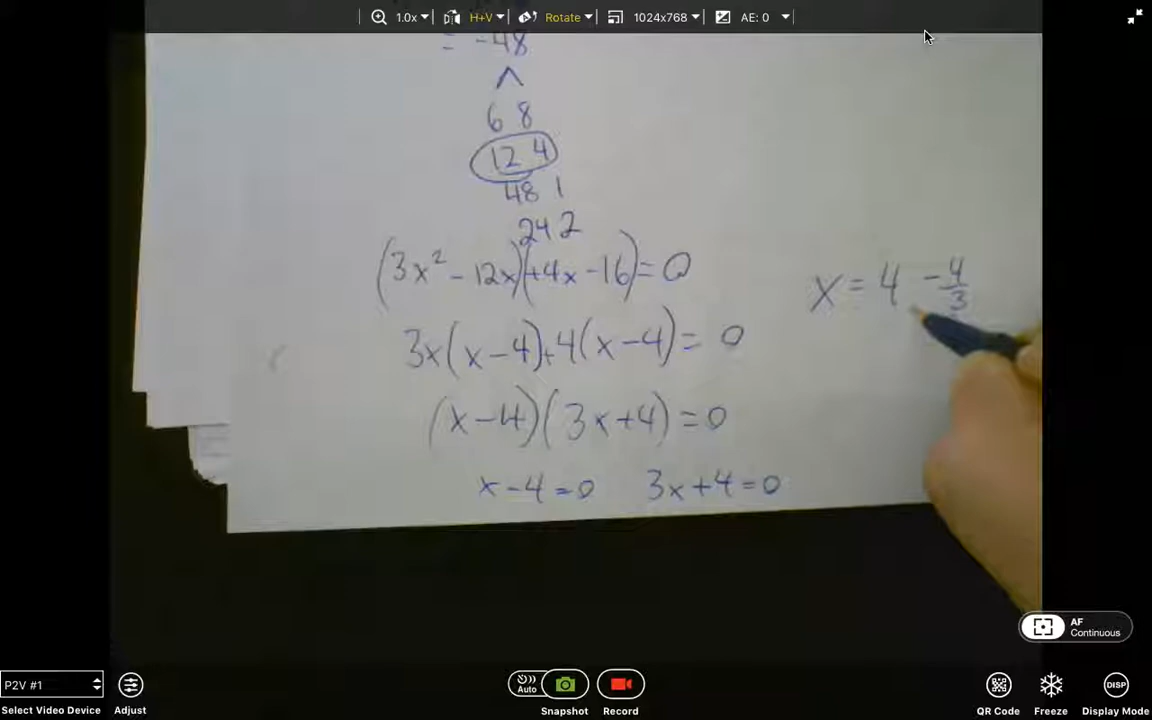 1.0x H+V Rotate 1024x768 AE: 0
= -48
6 8
12 4
48 1
24 2
(3x² - 12x)(+4x - 16) = 0
3x(x - 4) + 4(x - 4) = 0
(x - 4)(3x + 4) = 0
x - 4 = 0 3x + 4 = 0
x = 4 -4/3
AF
Continuous
P2V #1
Select Video Device
Adjust
Auto
Snapshot
Record
QR Code
Freeze
DISP
Display Mode